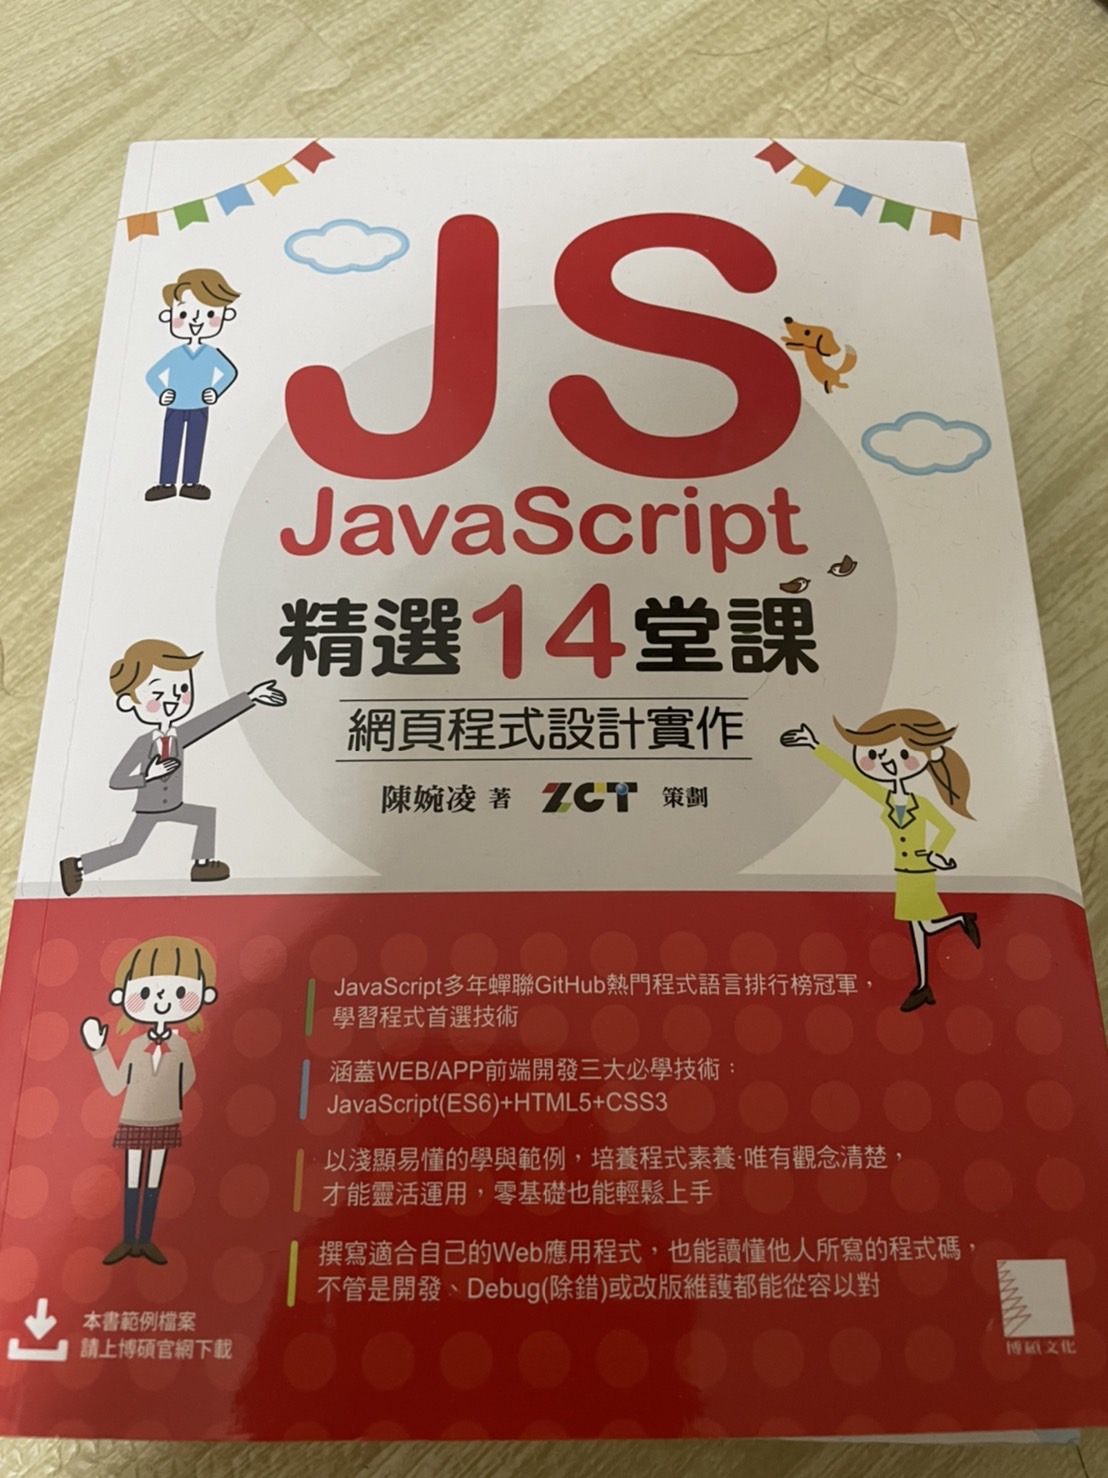 JS
JavaScript
精選14堂課
網頁程式設計實作
陳婉凌 著 ZCT 策劃
JavaScript多年蟬聯GitHub熱門程式語言排行榜冠軍，
學習程式首選技術
涵蓋WEB/APP前端開發三大必學技術：
JavaScript(ES6)+HTML5+CSS3
以淺顯易懂的學與範例，培養程式素養‧唯有觀念清楚，
才能靈活運用，零基礎也能輕鬆上手
撰寫適合自己的Web應用程式，也能讀懂他人所寫的程式碼，
不管是開發、Debug(除錯)或改版維護都能從容以對
本書範例檔案
請上博碩官網下載
博碩文化